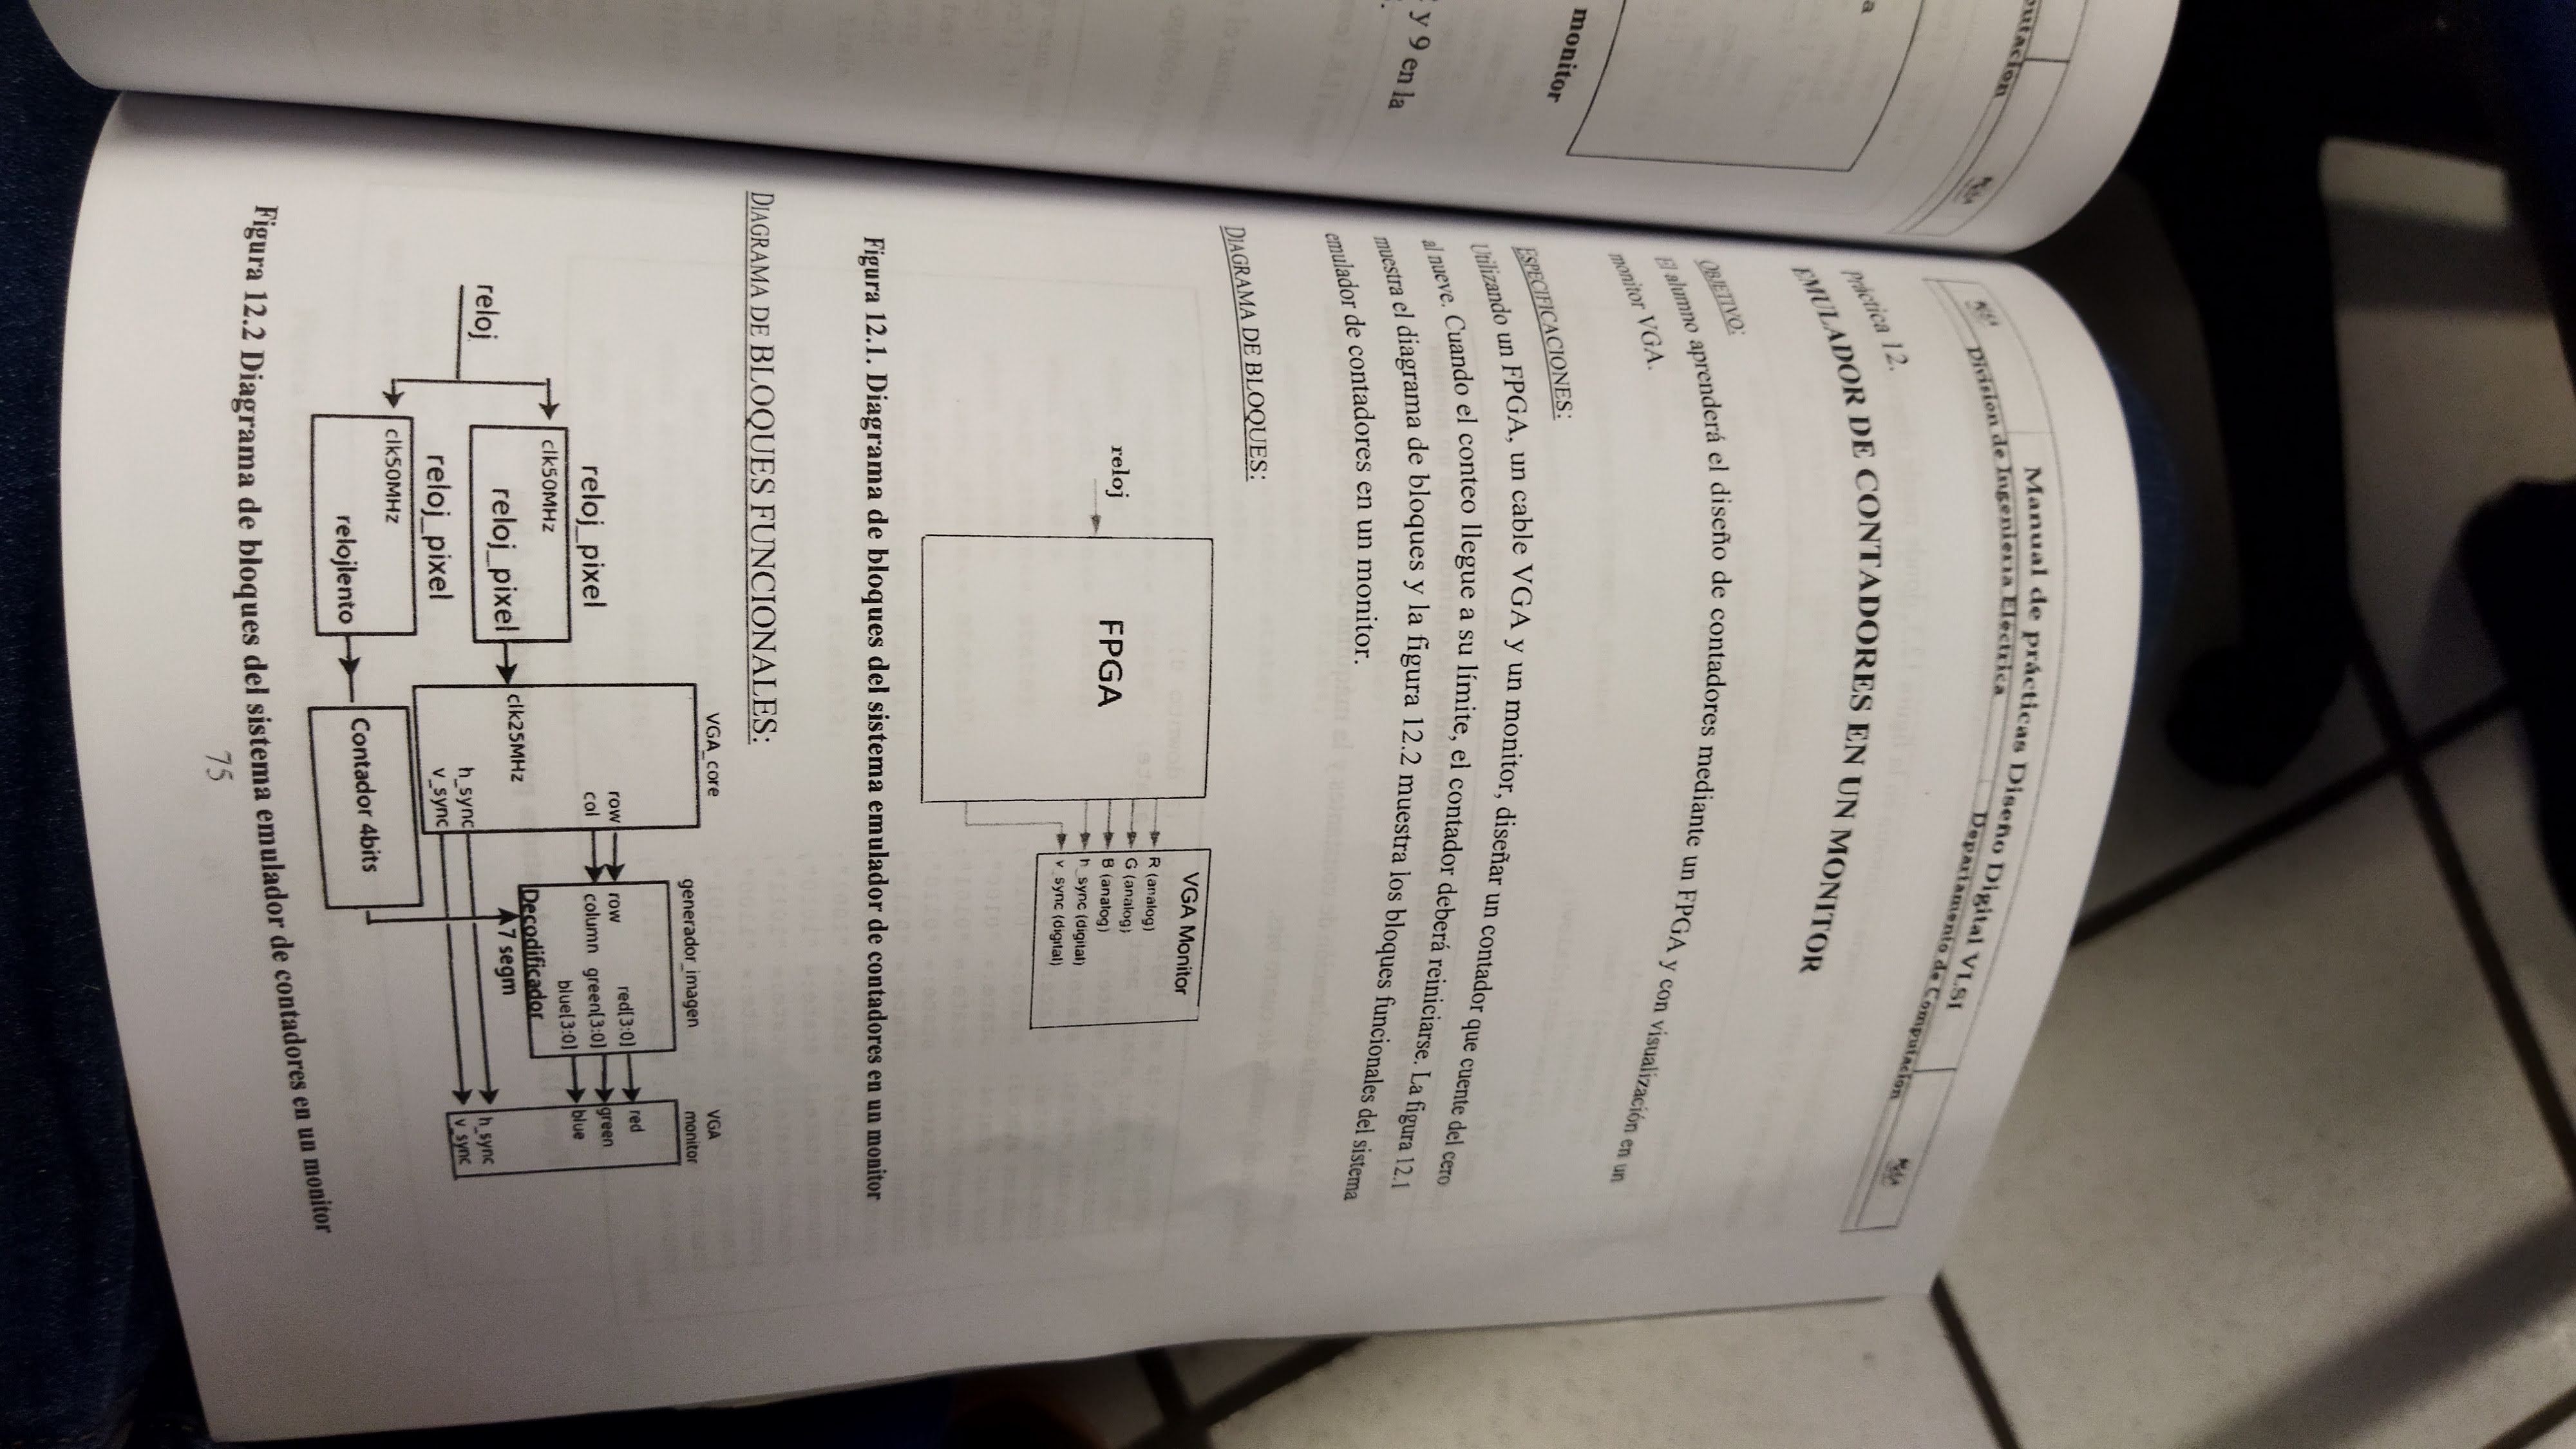 putación
a
monitor
y 9 en la
Manual de prácticas Diseño Digital VLSI
División de Ingeniería Eléctrica
Departamento de Computación
Práctica 12.
EMULADOR DE CONTADORES EN UN MONITOR
OBJETIVO:
El alumno aprenderá el diseño de contadores mediante un FPGA y con visualización en un
monitor VGA.
ESPECIFICACIONES:
Utilizando un FPGA, un cable VGA y un monitor, diseñar un contador que cuente del cero
al nueve. Cuando el conteo llegue a su límite, el contador deberá reiniciarse. La figura 12.1
muestra el diagrama de bloques y la figura 12.2 muestra los bloques funcionales del sistema
emulador de contadores en un monitor.
DIAGRAMA DE BLOQUES:
reloj
FPGA
VGA Monitor
R (analog)
G (analog)
B (analog)
h_sync (digital)
v_sync (digital)
Figura 12.1. Diagrama de bloques del sistema emulador de contadores en un monitor
DIAGRAMA DE BLOQUES FUNCIONALES:
reloj
reloj_pixel
clk50MHz
reloj_pixel
reloj_pixel
clk50MHz
relojlento
VGA_core
row
col
clk25MHz
h_sync
v_sync
Contador 4bits
generador_imagen
row
column
red[3:0]
green[3:0]
blue[3:0]
Decodificador
7 segm
VGA
monitor
red
green
blue
h_sync
v_sync
Figura 12.2 Diagrama de bloques del sistema emulador de contadores en un monitor
75